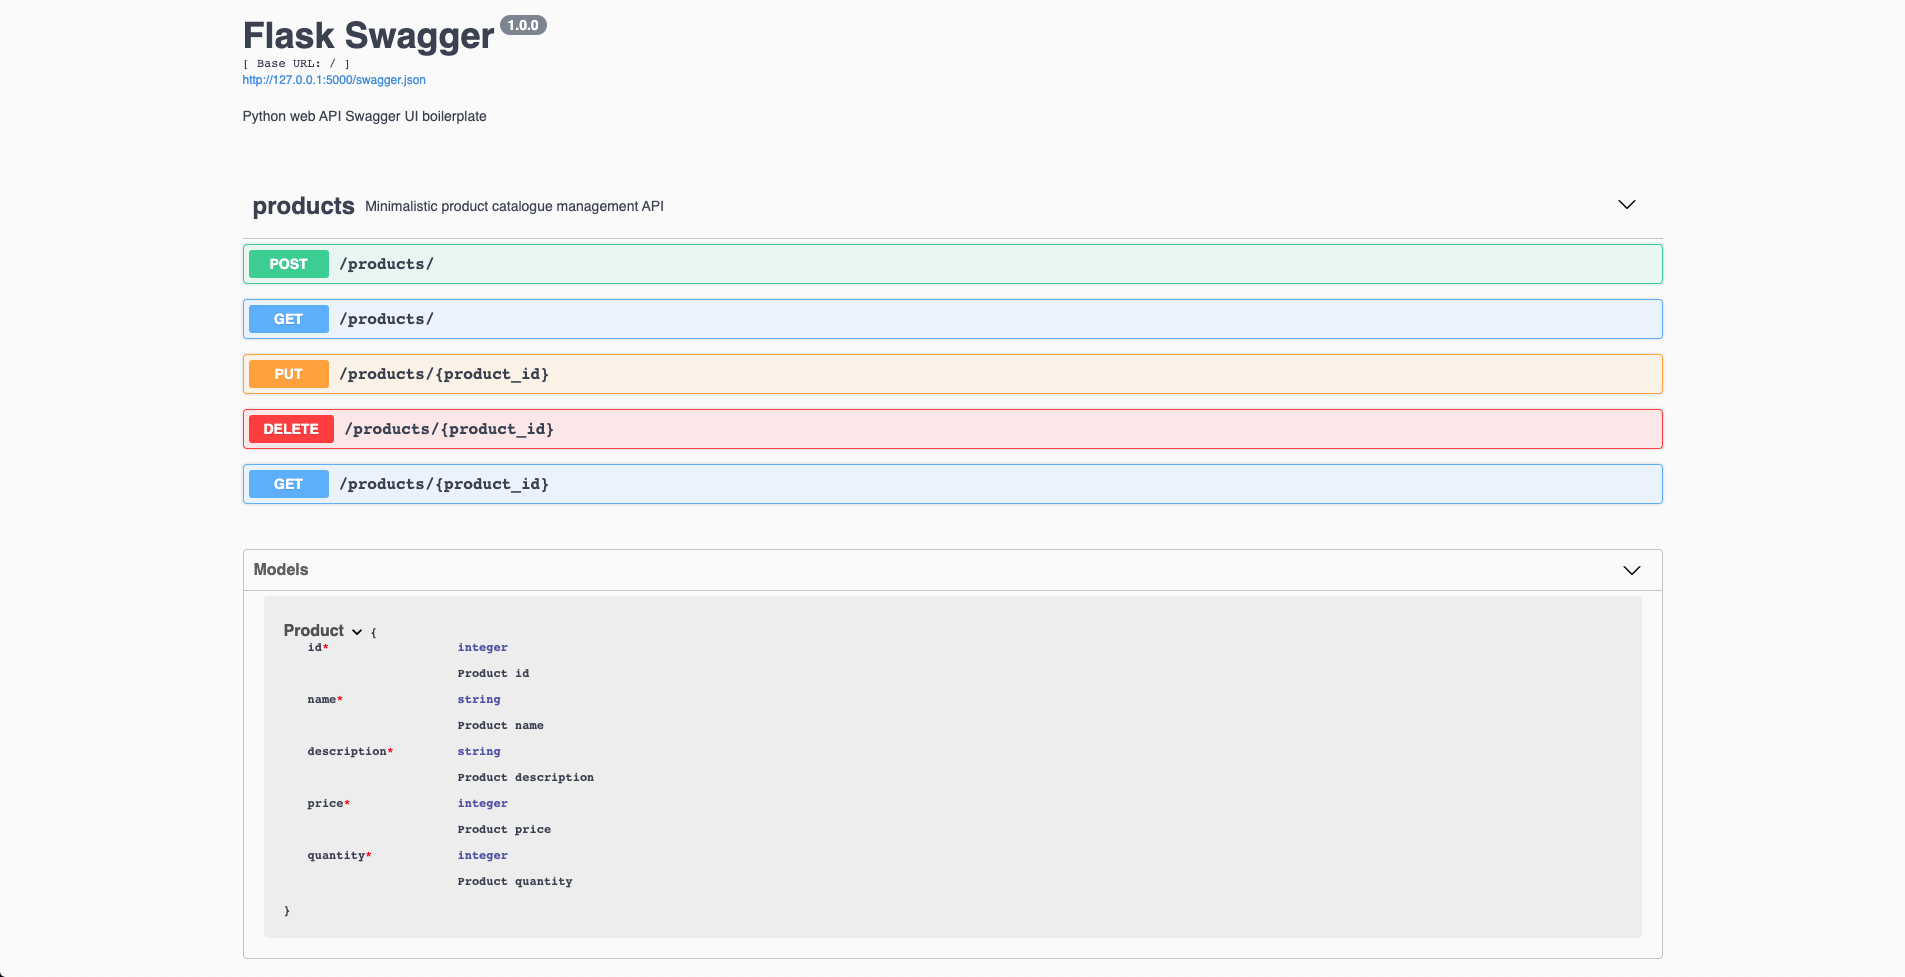 Flask Swagger 1.0.0
[ Base URL: / ]
http://127.0.0.1:5000/swagger.json
Python web API Swagger UI boilerplate
products Minimalistic product catalogue management API
POST /products/
GET /products/
PUT /products/{product_id}
DELETE /products/{product_id}
GET /products/{product_id}
Models
Product {
id* integer
Product id
name* string
Product name
description* string
Product description
price* integer
Product price
quantity* integer
Product quantity
}